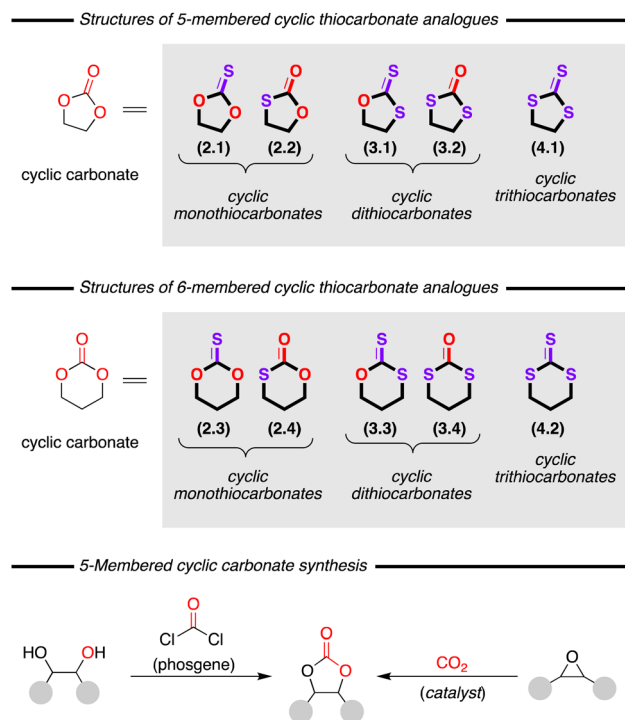 Structures of 5-membered cyclic thiocarbonate analogues
O
O
O
S
O
O
O
S
O
S
O
S
O
S
S
S
S
S
(2.1)
(2.2)
(3.1)
(3.2)
(4.1)
cyclic carbonate
cyclic
monothiocarbonates
cyclic
dithiocarbonates
cyclic
trithiocarbonates
Structures of 6-membered cyclic thiocarbonate analogues
O
O
O
S
O
O
O
S
O
S
O
S
O
S
S
S
S
S
(2.3)
(2.4)
(3.3)
(3.4)
(4.2)
cyclic carbonate
cyclic
monothiocarbonates
cyclic
dithiocarbonates
cyclic
trithiocarbonates
5-Membered cyclic carbonate synthesis
HO
OH
O
Cl
Cl
(phosgene)
O
O
O
CO₂
(catalyst)
O